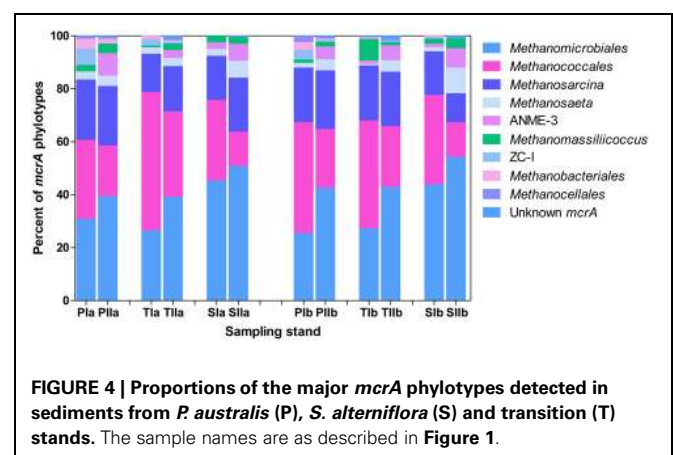 100
80
60
40
20
0
Percent of mcrA phylotypes
PIa PIIa TIa TIIa SIa SIIa PIb PIIb TIb TIIb SIb SIIb
Sampling stand
Methanomicrobiales
Methanococcales
Methanosarcina
Methanosaeta
ANME-3
Methanomassiliicoccus
ZC-I
Methanobacteriales
Methanocellales
Unknown mcrA
FIGURE 4 | Proportions of the major mcrA phylotypes detected in
sediments from P. australis (P), S. alterniflora (S) and transition (T)
stands. The sample names are as described in Figure 1.